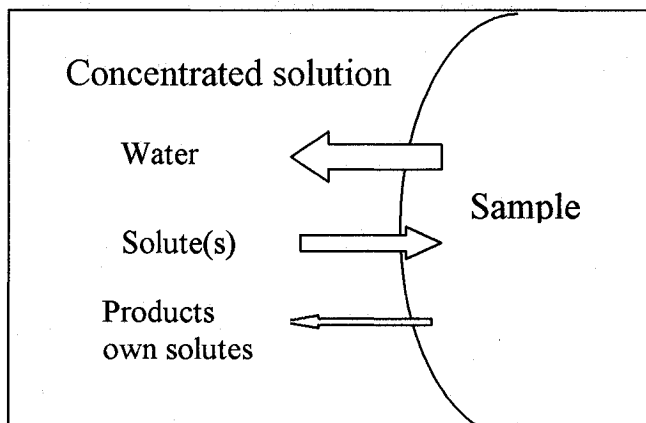 Concentrated solution
Water
Sample
Solute(s)
Products
own solutes